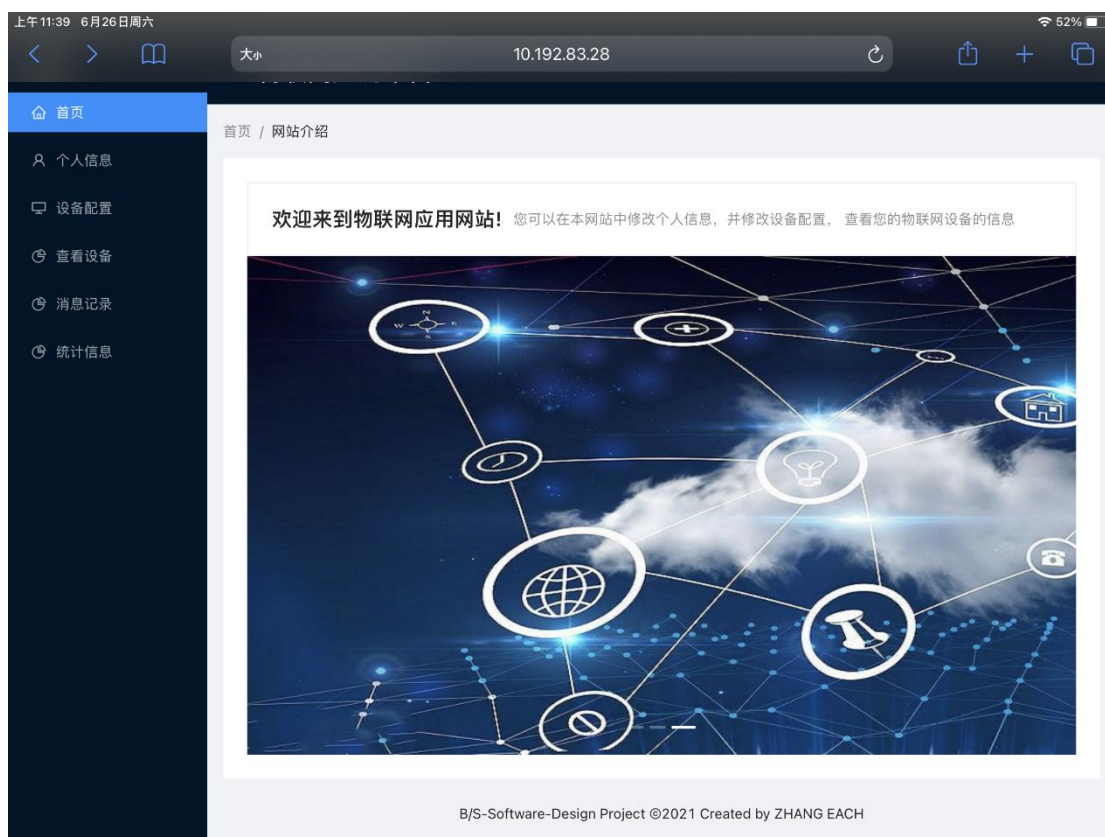 上午11:39 6月26日周六 52%
大小 10.192.83.28
首页
个人信息
设备配置
查看设备
消息记录
统计信息
首页 / 网站介绍
欢迎来到物联网应用网站! 您可以在本网站中修改个人信息，并修改设备配置， 查看您的物联网设备的信息
N
W E
S
B/S-Software-Design Project ©2021 Created by ZHANG EACH